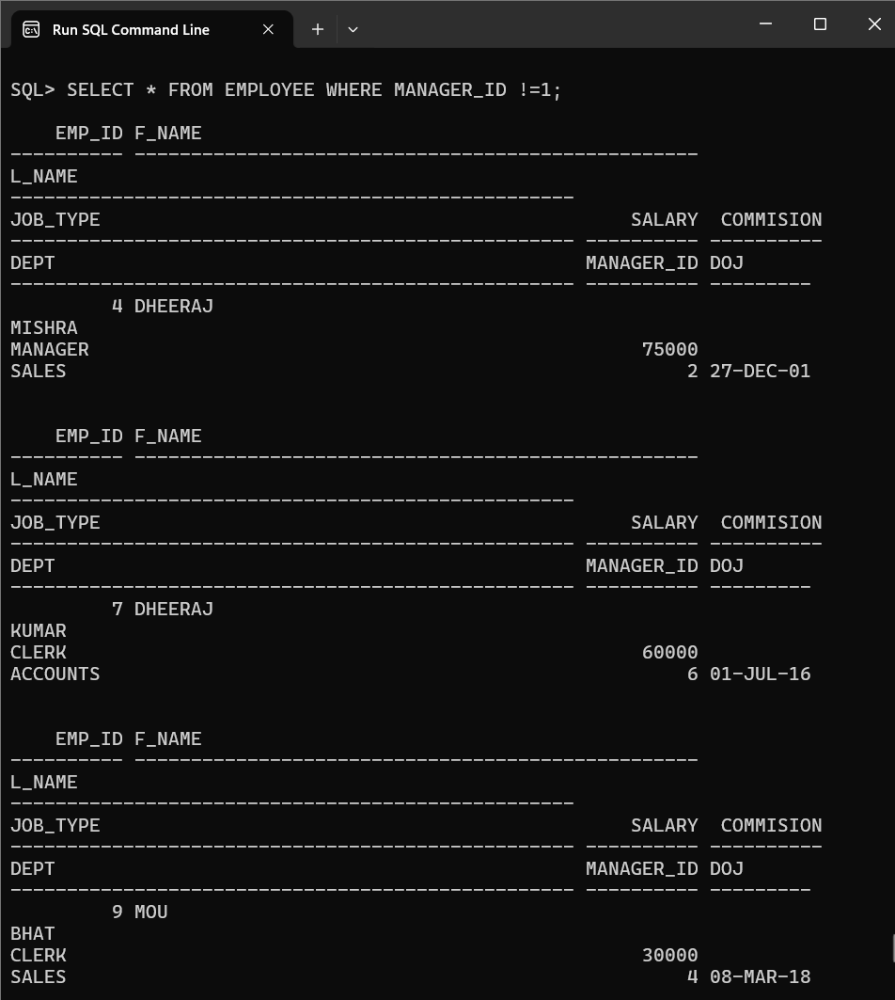 Run SQL Command Line
SQL> SELECT * FROM EMPLOYEE WHERE MANAGER_ID !=1;
    EMP_ID F_NAME
---------- --------------------------------------------------
L_NAME
--------------------------------------------------
JOB_TYPE                                               SALARY  COMMISION
-------------------------------------------------- ---------- ----------
DEPT                                               MANAGER_ID DOJ
-------------------------------------------------- ---------- ---------
         4 DHEERAJ
MISHRA
MANAGER                                                 75000
SALES                                                       2 27-DEC-01
    EMP_ID F_NAME
---------- --------------------------------------------------
L_NAME
--------------------------------------------------
JOB_TYPE                                               SALARY  COMMISION
-------------------------------------------------- ---------- ----------
DEPT                                               MANAGER_ID DOJ
-------------------------------------------------- ---------- ---------
         7 DHEERAJ
KUMAR
CLERK                                                   60000
ACCOUNTS                                                    6 01-JUL-16
    EMP_ID F_NAME
---------- --------------------------------------------------
L_NAME
--------------------------------------------------
JOB_TYPE                                               SALARY  COMMISION
-------------------------------------------------- ---------- ----------
DEPT                                               MANAGER_ID DOJ
-------------------------------------------------- ---------- ---------
         9 MOU
BHAT
CLERK                                                   30000
SALES                                                       4 08-MAR-18